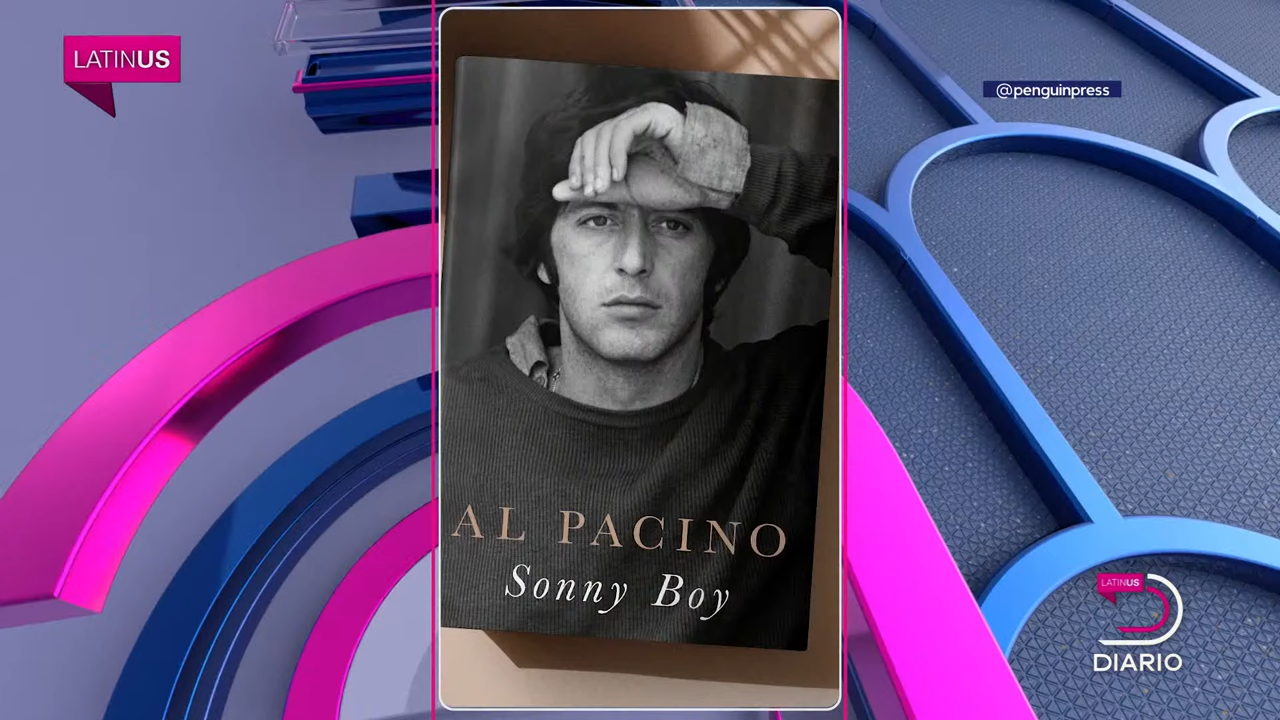 LATINUS
@penguinpress
AL PACINO
Sonny Boy
LATINUS
DIARIO